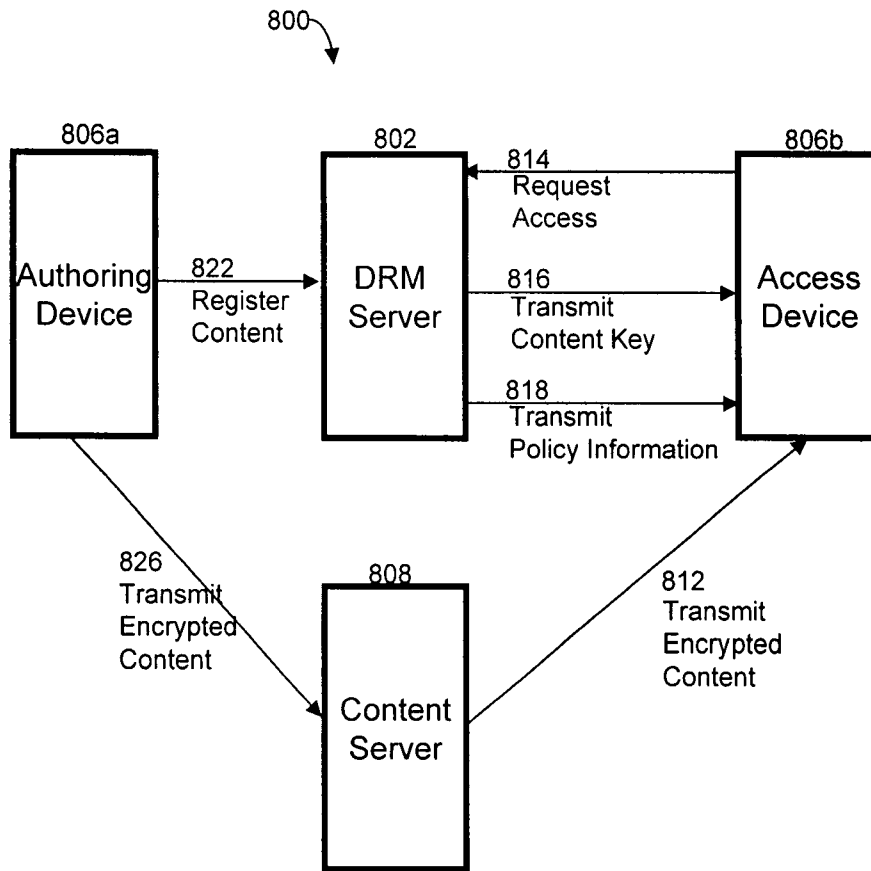 800
806a
802
806b
Authoring
Device
822
Register
Content
DRM
Server
814
Request
Access
816
Transmit
Content Key
818
Transmit
Policy Information
Access
Device
826
Transmit
Encrypted
Content
808
Content
Server
812
Transmit
Encrypted
Content